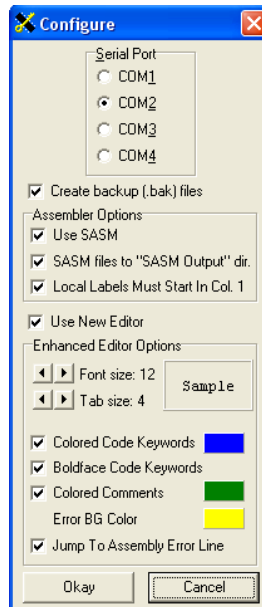 Configure
Serial Port
COM1
COM2
COM3
COM4
Create backup (.bak) files
Assembler Options
Use SASM
SASM files to "SASM Output" dir.
Local Labels Must Start In Col. 1
Use New Editor
Enhanced Editor Options
Font size: 12
Sample
Tab size: 4
Colored Code Keywords
Boldface Code Keywords
Colored Comments
Error BG Color
Jump To Assembly Error Line
Okay Cancel